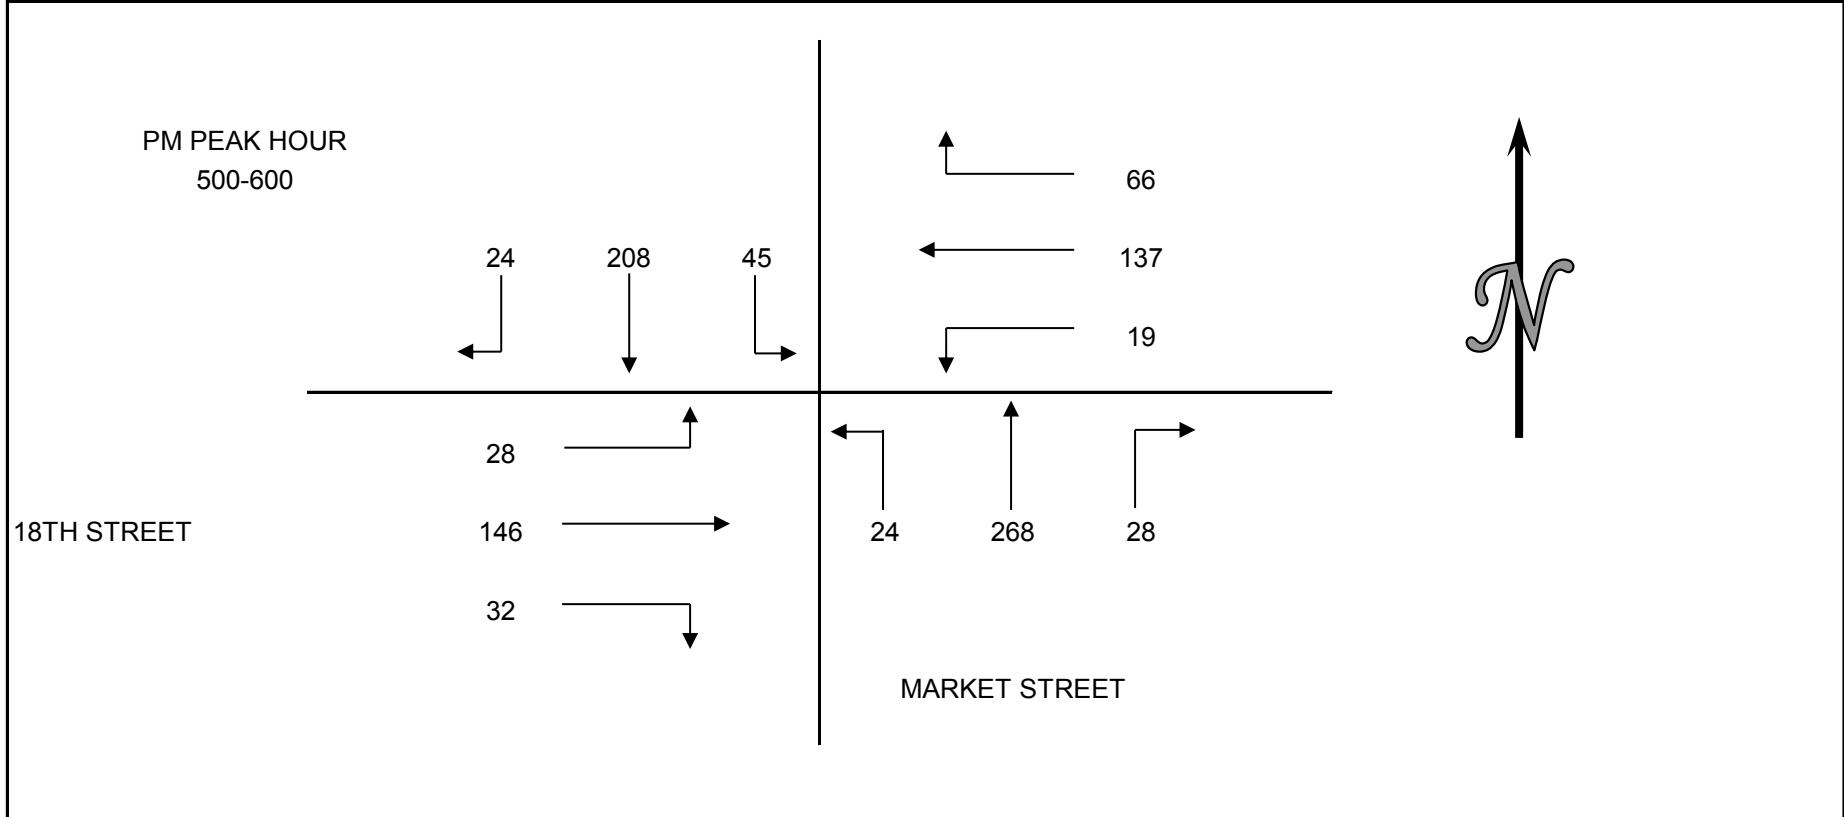 PM PEAK HOUR
500-600
66
24 208 45 137
19
28
18TH STREET 146 24 268 28
32
MARKET STREET
N